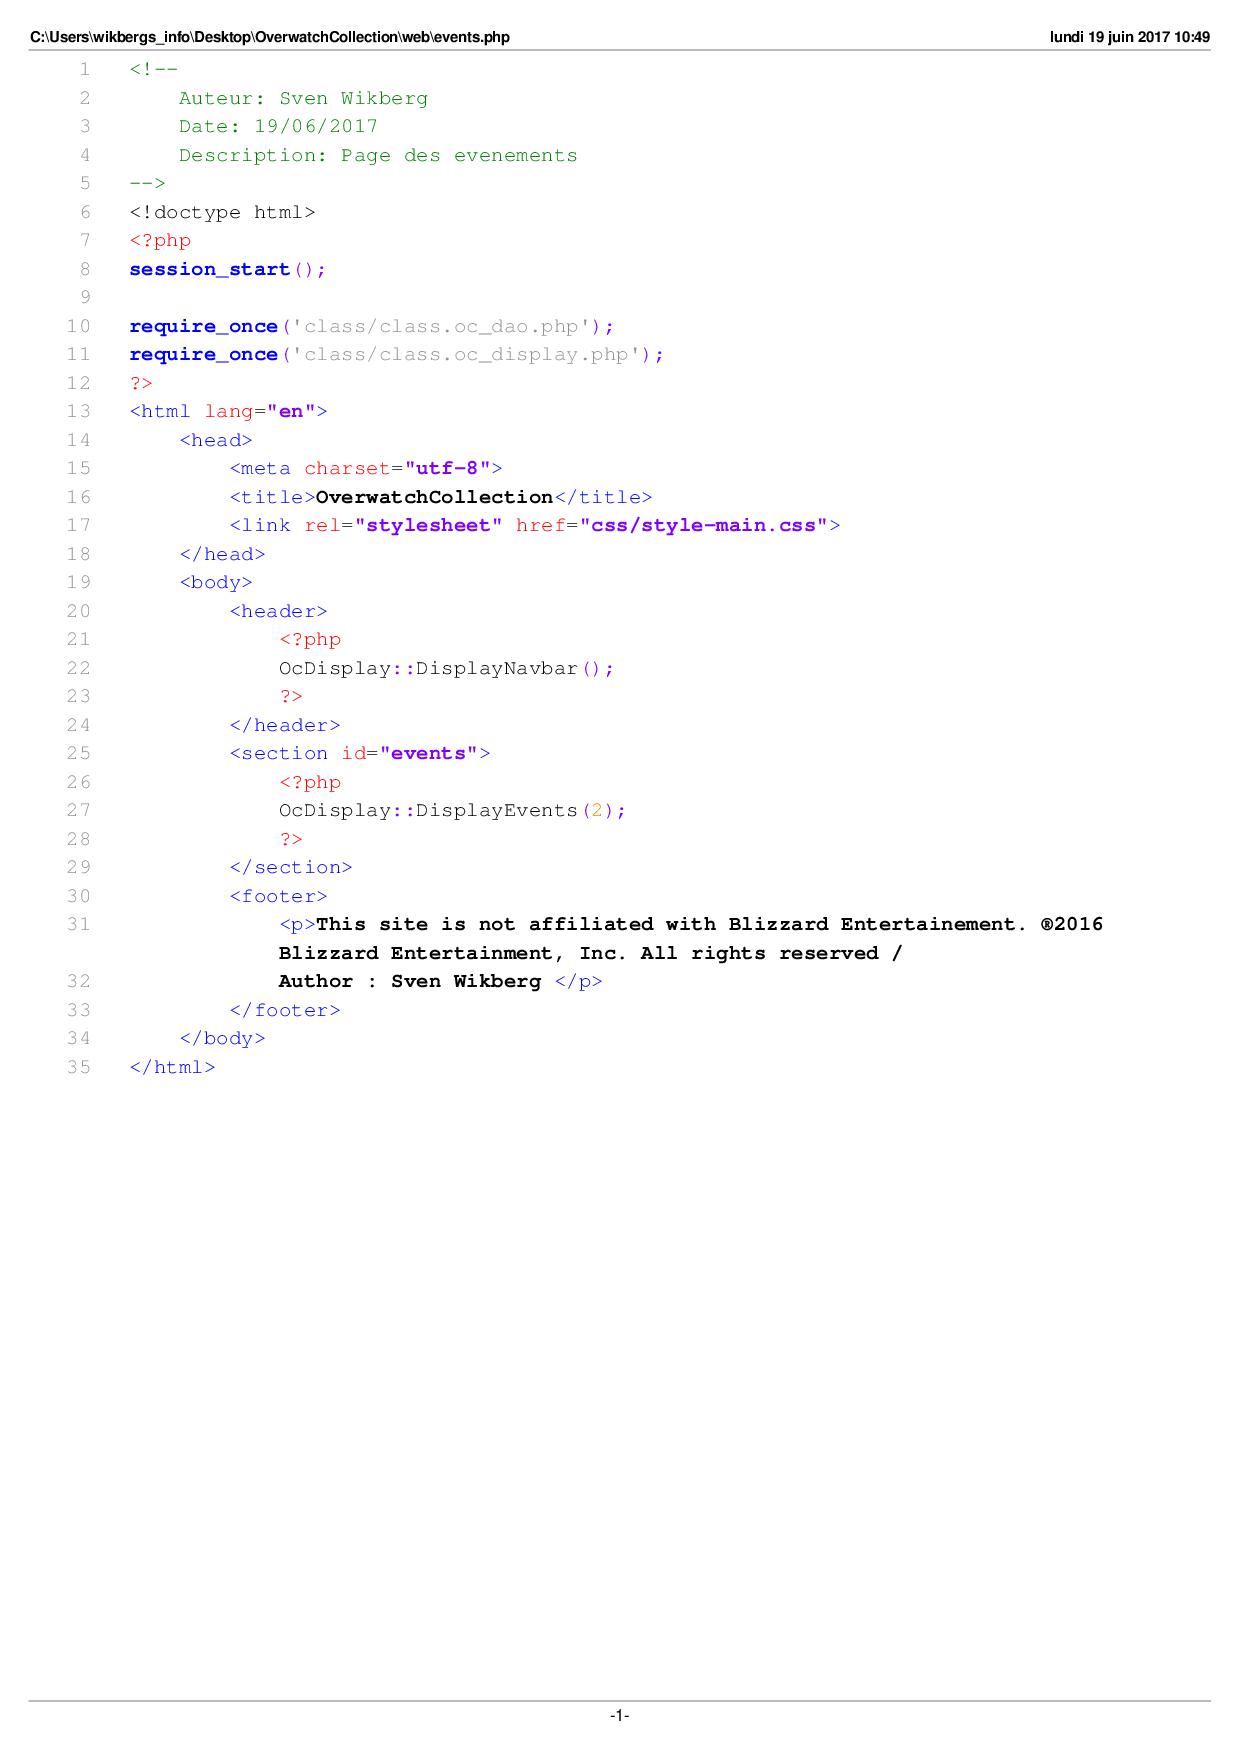 C:\Users\wikbergs_info\Desktop\OverwatchCollection\web\events.php lundi 19 juin 2017 10:49
1 <!--
2 Auteur: Sven Wikberg
3 Date: 19/06/2017
4 Description: Page des evenements
5 -->
6 <!doctype html>
7 <?php
8 session_start();
9
10 require_once('class/class.oc_dao.php');
11 require_once('class/class.oc_display.php');
12 ?>
13 <html lang="en">
14 <head>
15 <meta charset="utf-8">
16 <title>OverwatchCollection</title>
17 <link rel="stylesheet" href="css/style-main.css">
18 </head>
19 <body>
20 <header>
21 <?php
22 OcDisplay::DisplayNavbar();
23 ?>
24 </header>
25 <section id="events">
26 <?php
27 OcDisplay::DisplayEvents(2);
28 ?>
29 </section>
30 <footer>
31 <p>This site is not affiliated with Blizzard Entertainement. ®2016
Blizzard Entertainment, Inc. All rights reserved /
32 Author : Sven Wikberg </p>
33 </footer>
34 </body>
35 </html>
-1-